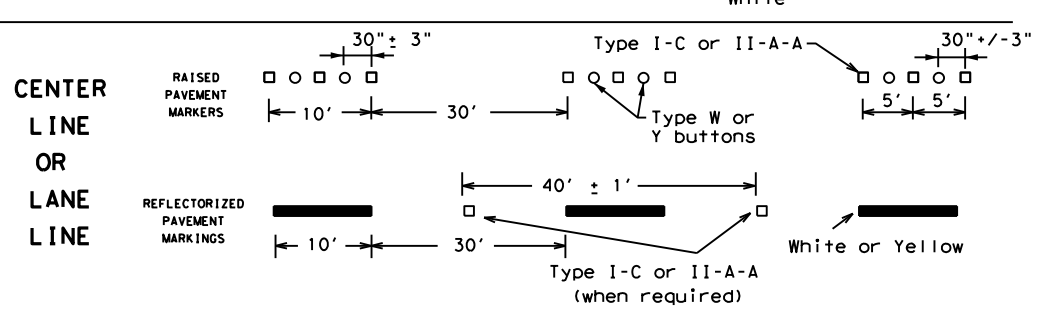 White
30"± 3"
Type I-C or II-A-A
30"+/-3"
CENTER
LINE
OR
LANE
LINE
RAISED
PAVEMENT
MARKERS
10'
30'
Type W or
Y buttons
5'
5'
REFLECTORIZED
PAVEMENT
MARKINGS
40' ± 1'
10'
30'
White or Yellow
Type I-C or II-A-A
(when required)